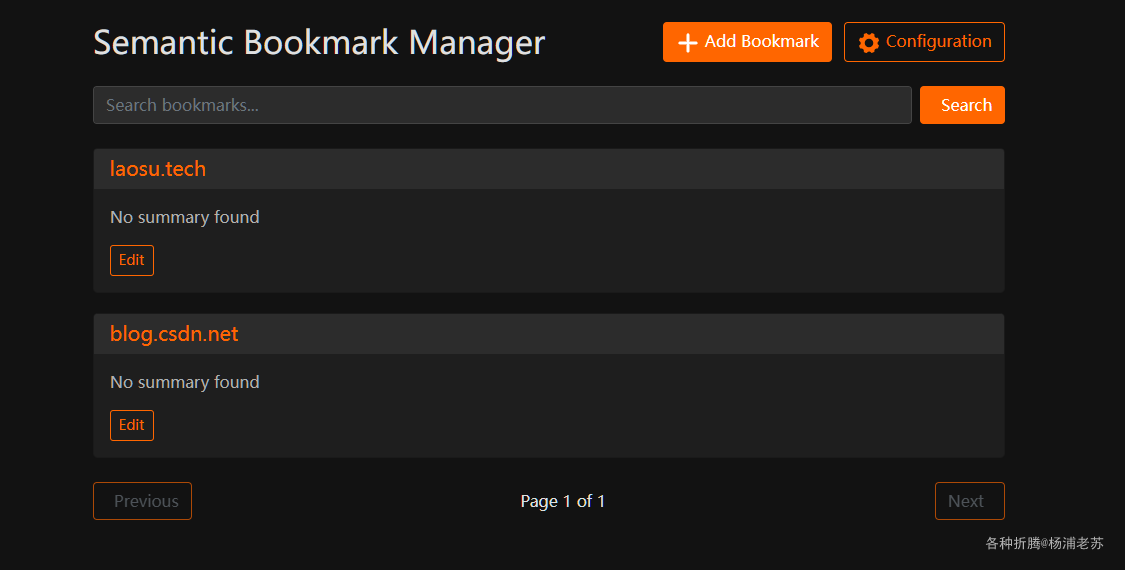 Semantic Bookmark Manager
Add Bookmark
Configuration
Search bookmarks...
Search
laosu.tech
No summary found
Edit
blog.csdn.net
No summary found
Edit
Previous
Page 1 of 1
Next
各种折腾@杨浦老苏